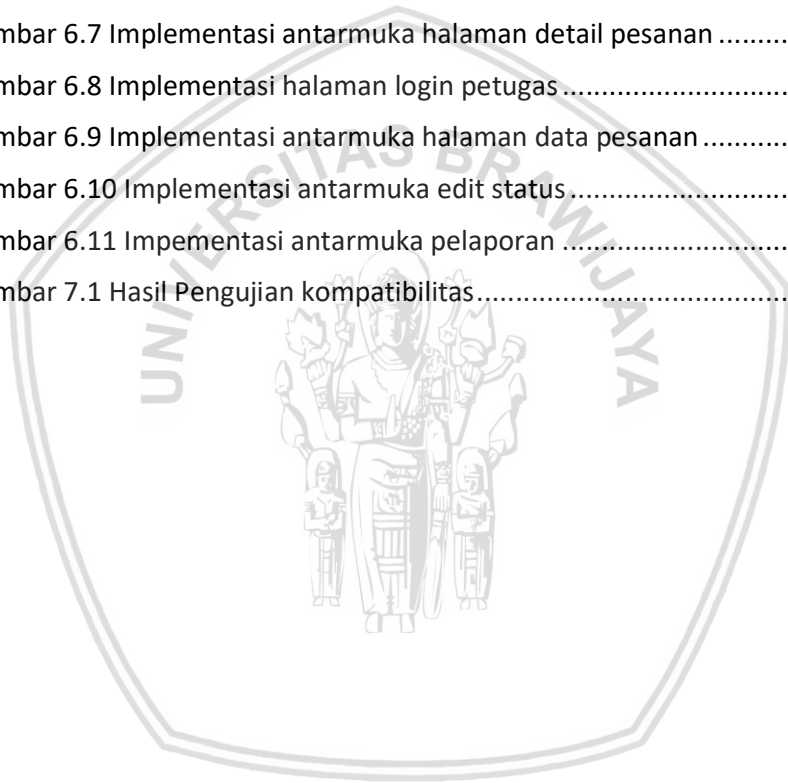 mbar 6.7 Implementasi antarmuka halaman detail pesanan .........
mbar 6.8 Implementasi halaman login petugas .............................
mbar 6.9 Implementasi antarmuka halaman data pesanan ...........
mbar 6.10 Implementasi antarmuka edit status ............................
mbar 6.11 Impementasi antarmuka pelaporan .............................
mbar 7.1 Hasil Pengujian kompatibilitas ........................................
UNIVERSITAS BRAWIJAYA